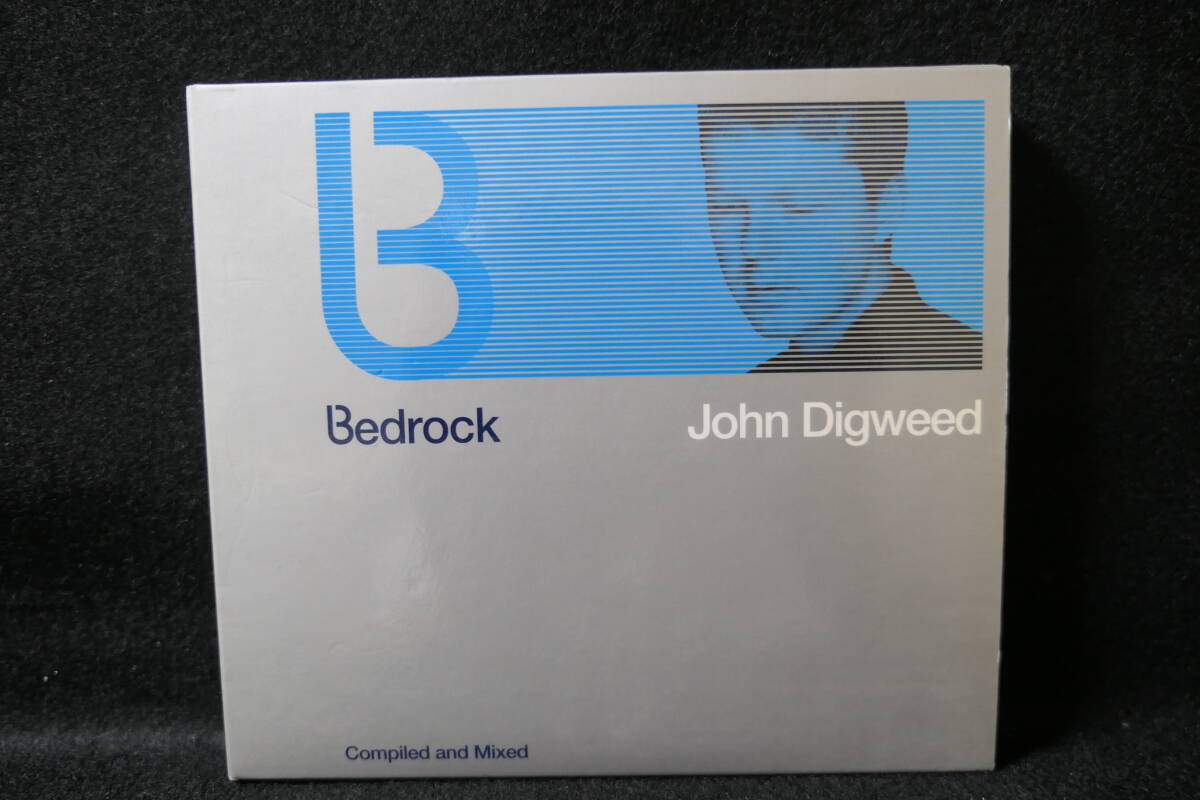 B
Bedrock
John Digweed
Compiled and Mixed